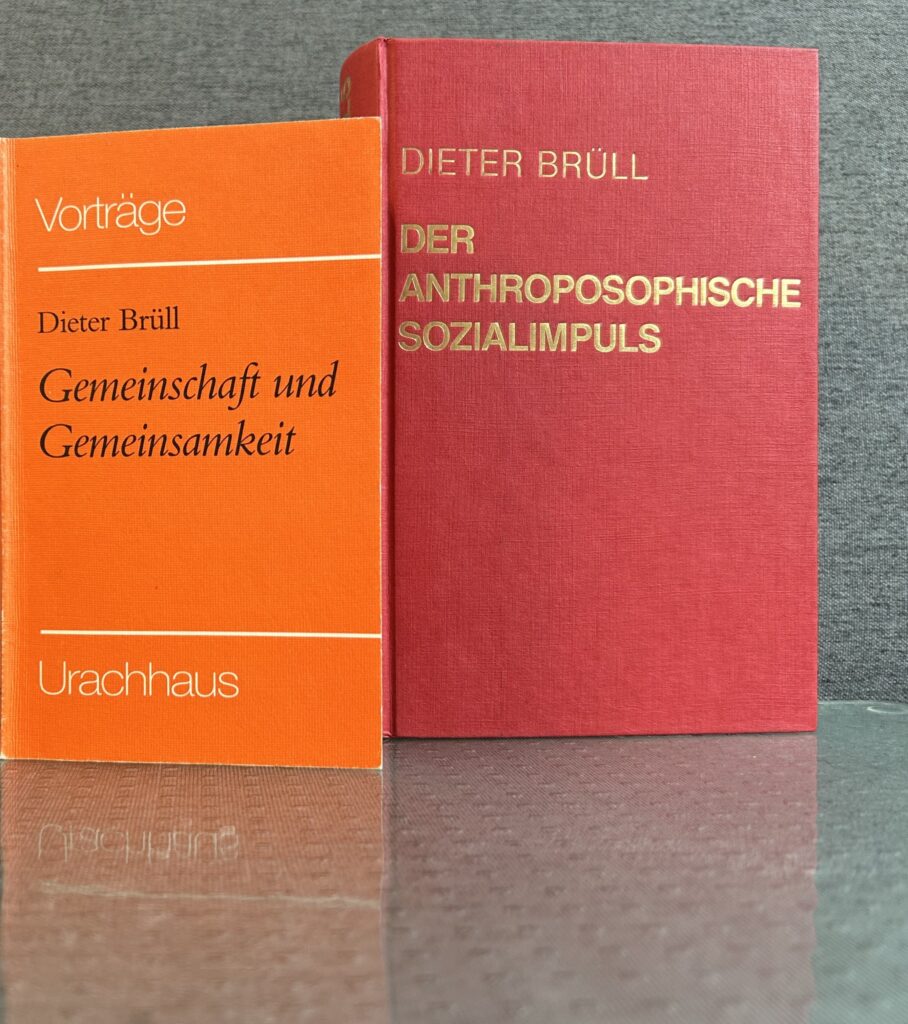 Vorträge
Dieter Brüll
Gemeinschaft und
Gemeinsamkeit
Urachhaus
DIETER BRÜLL
DER
ANTHROPOSOPHISCHE
SOZIALIMPULS